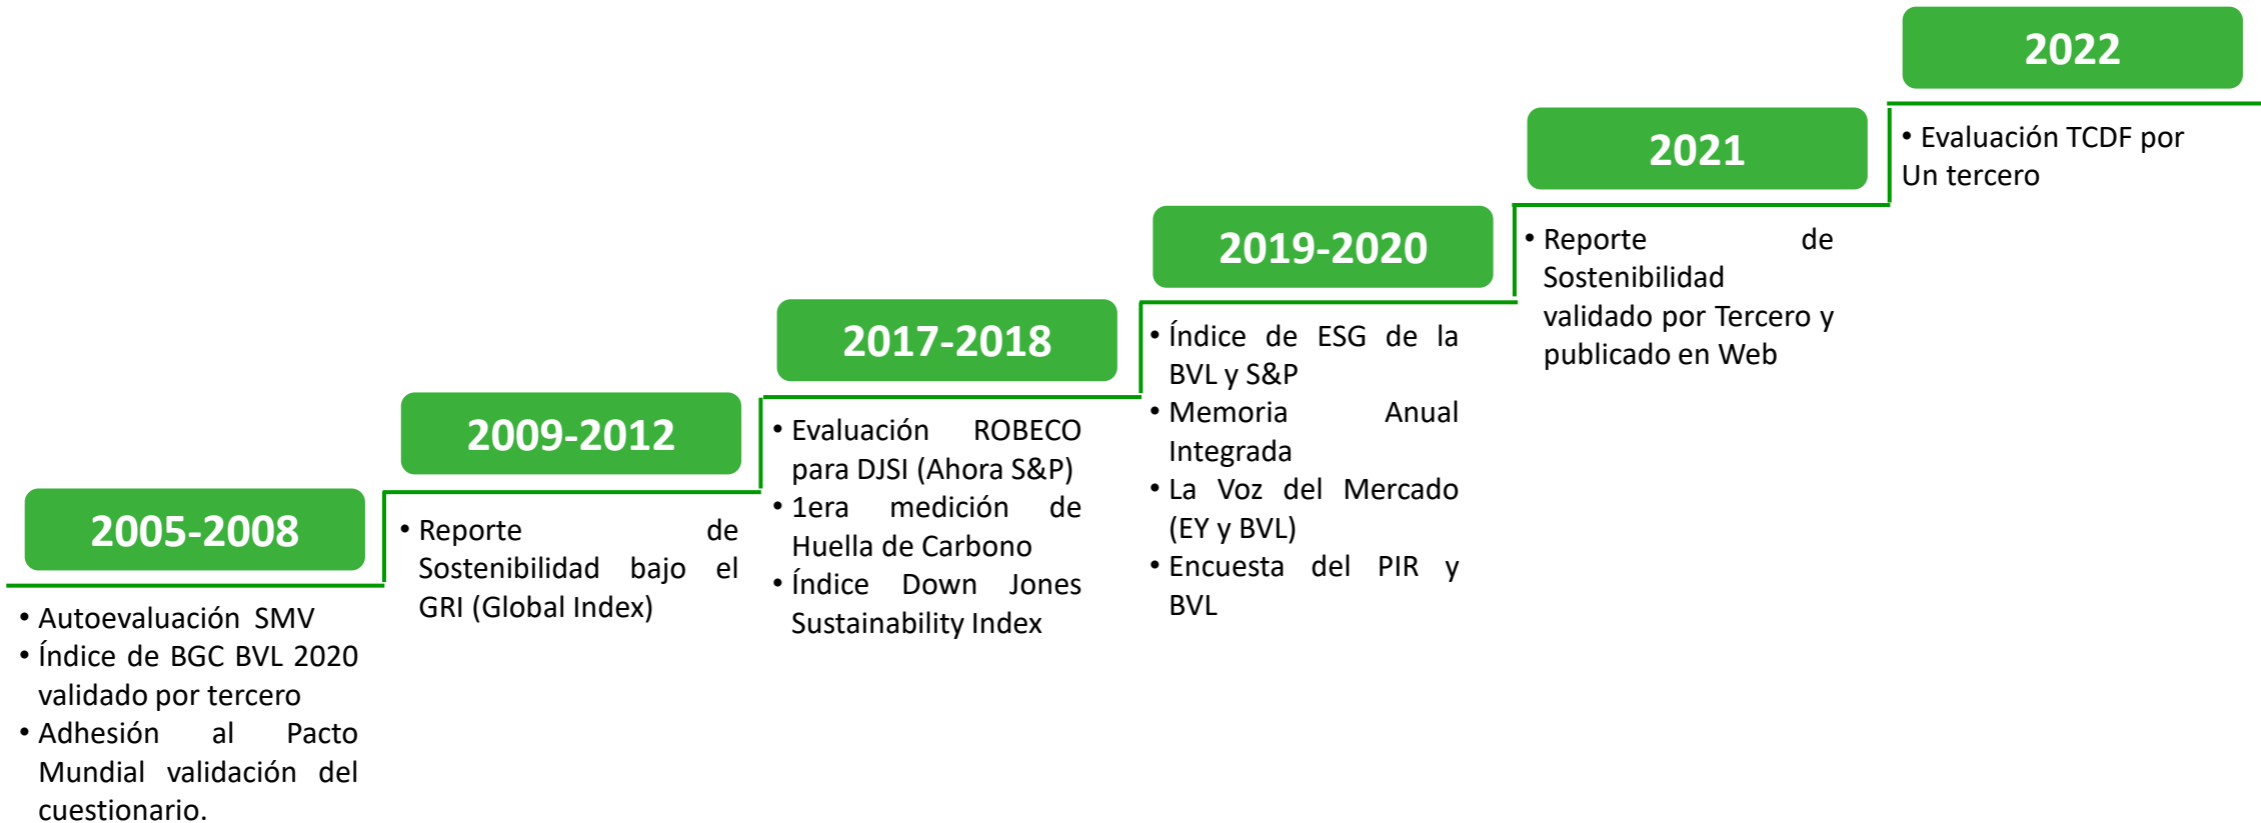 2005-2008
• Autoevaluación SMV
• Índice de BGC BVL 2020
validado por tercero
• Adhesión al Pacto
Mundial validación del
cuestionario.
2009-2012
• Reporte de
Sostenibilidad bajo el
GRI (Global Index)
2017-2018
• Evaluación ROBECO
para DJSI (Ahora S&P)
• 1era medición de
Huella de Carbono
• Índice Down Jones
Sustainability Index
2019-2020
• Índice de ESG de la
BVL y S&P
• Memoria Anual
Integrada
• La Voz del Mercado
(EY y BVL)
• Encuesta del PIR y
BVL
2021
• Reporte de
Sostenibilidad
validado por Tercero y
publicado en Web
2022
• Evaluación TCDF por
Un tercero